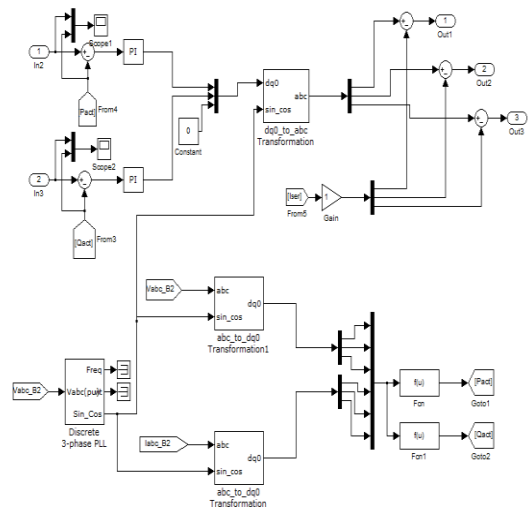 1
Out1
Scope1
1
In2
PI
+_
+_
2
Out2
[Pact]
From4
dq0
abc
sin_cos
dq0_to_abc
Transformation
0
Constant
+_
3
Out3
Scope2
2
In3
+_
PI
[Qact]
From3
[Iser]
From5
1
Gain
Vabc_B2
abc
dq0
sin_cos
abc_to_dq0
Transformation1
Vabc_B2
Freq
Sin_Cos
Discrete
3-phase PLL
f(u)
Fcn
[Pact]
Goto1
f(u)
Fcn1
[Qact]
Goto2
Iabc_B2
abc
dq0
sin_cos
abc_to_dq0
Transformation